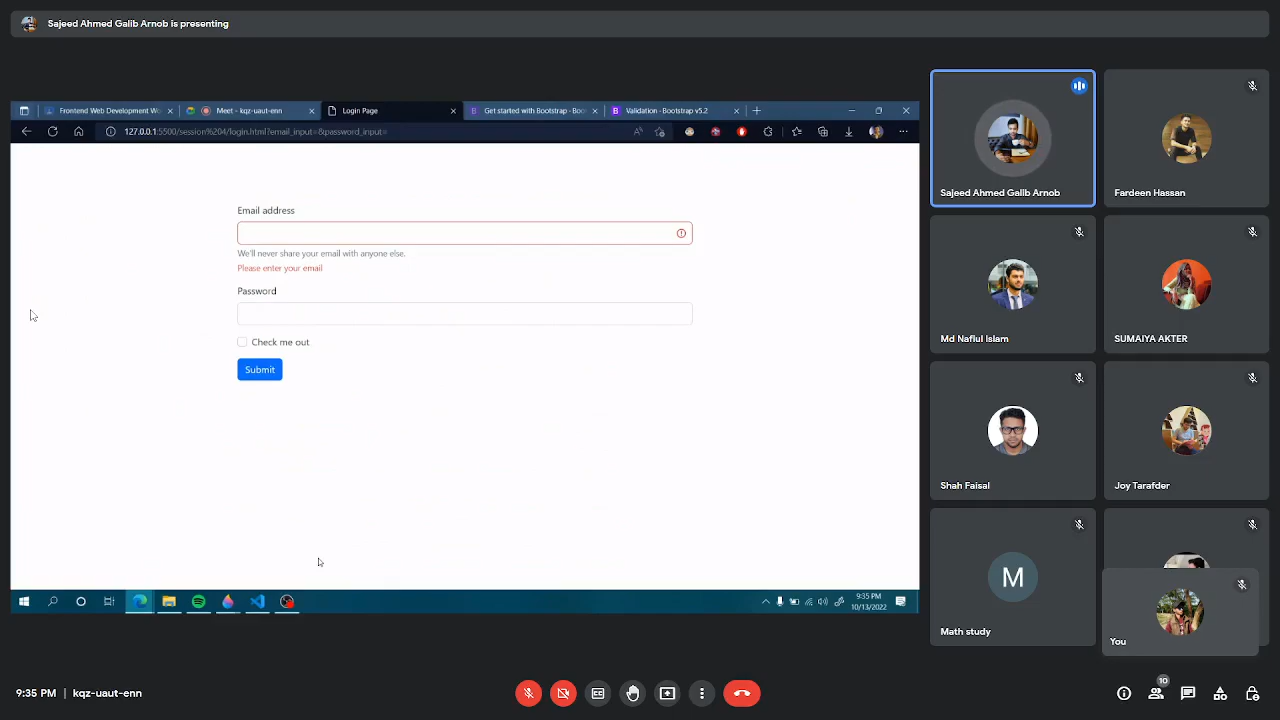 Sajeed Ahmed Galib Arnob is presenting
Frontend Web Development Wo
Meet - kqz-uaut-enn
Login Page
Get started with Bootstrap - Boo
Validation - Bootstrap v5.2
127.0.0.1:5500/session%204/login.html?email_input=&password_input=
Email address
We'll never share your email with anyone else.
Please enter your email
Password
Check me out
Submit
9:35 PM
10/13/2022
Sajeed Ahmed Galib Arnob
Fardeen Hassan
Md Nafiul Islam
SUMAIYA AKTER
Shah Faisal
Joy Tarafder
M
Math study
You
9:35 PM | kqz-uaut-enn
10